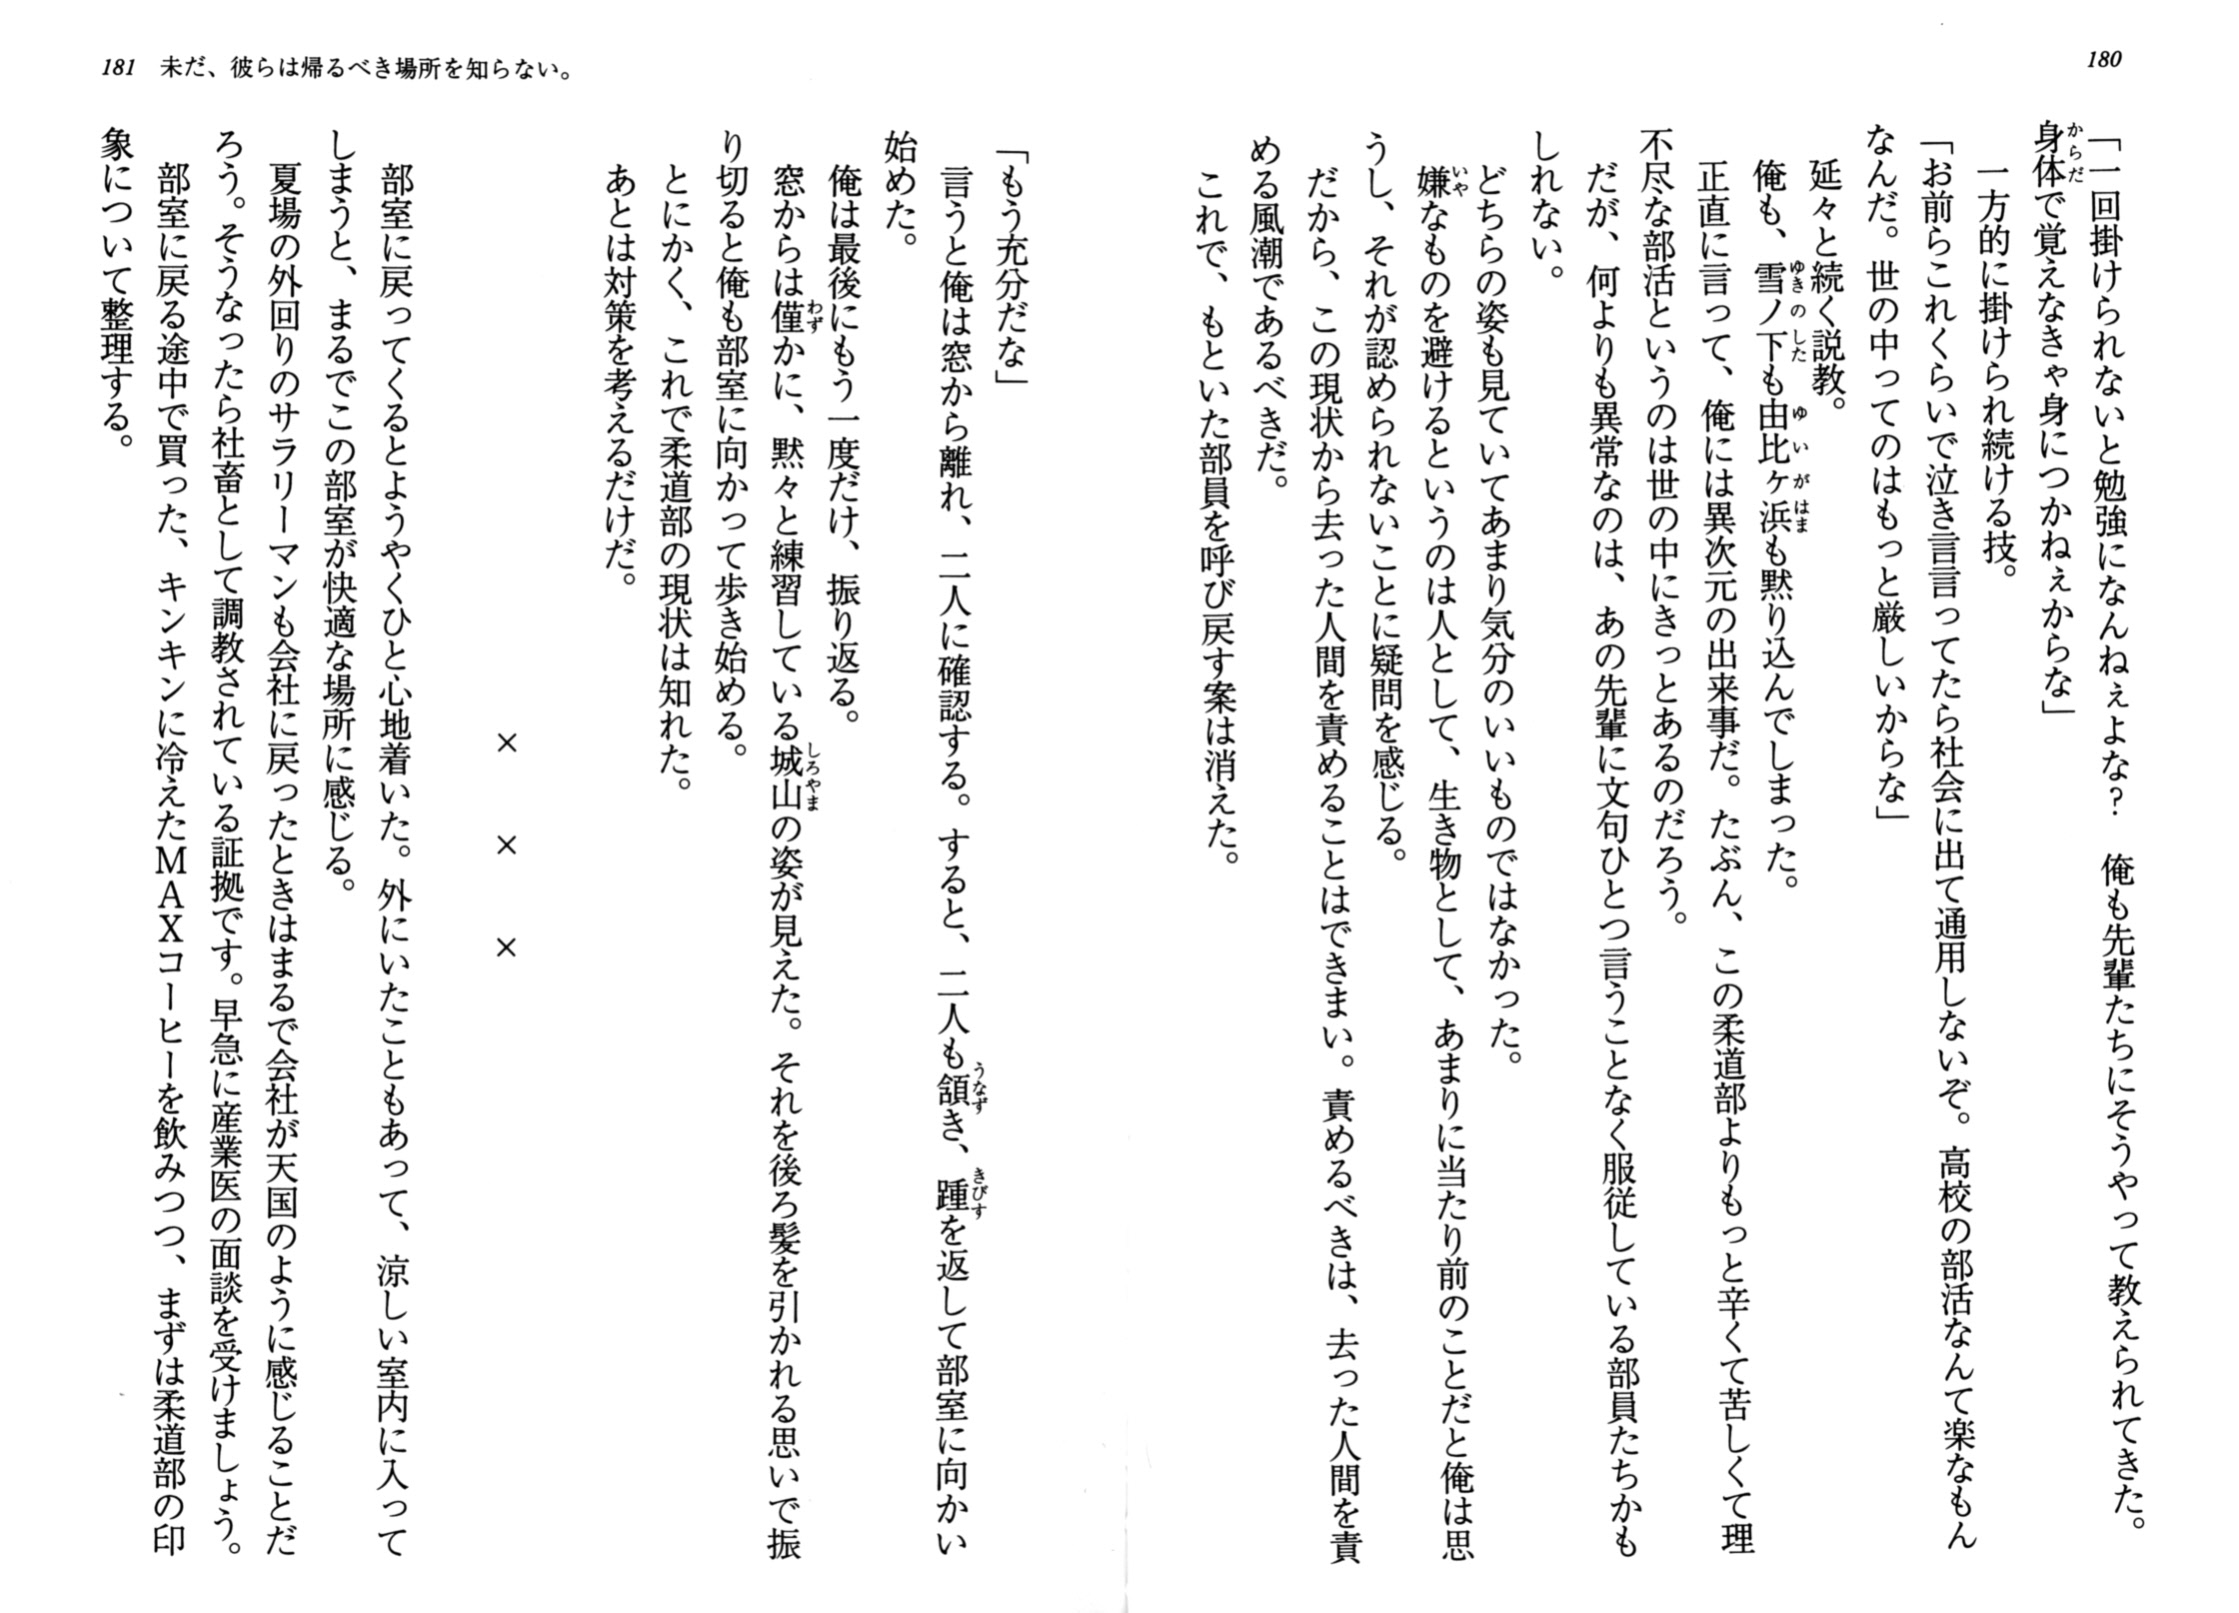 180
「一回掛けられないと勉強になんねぇよな？　俺も先輩たちにそうやって教えられてきた。
身体で覚えなきゃ身につかねぇからな」
一方的に掛けられ続ける技。
「お前らこれくらいで泣き言言ってたら社会に出て通用しないぞ。高校の部活なんて楽なもん
なんだ。世の中ってのはもっと厳しいからな」
延々と続く説教。
俺も、雪ノ下も由比ヶ浜も黙り込んでしまった。
正直に言って、俺には異次元の出来事だ。たぶん、この柔道部よりもっと辛くて苦しくて理
不尽な部活というのは世の中にきっとあるのだろう。
だが、何よりも異常なのは、あの先輩に文句ひとつ言うことなく服従している部員たちかも
しれない。
どちらの姿も見ていてあまり気分のいいものではなかった。
嫌なものを避けるというのは人として、生き物として、あまりに当たり前のことだと俺は思
うし、それが認められないことに疑問を感じる。
だから、この現状から去った人間を責めることはできまい。責めるべきは、去った人間を責
める風潮であるべきだ。
これで、もといた部員を呼び戻す案は消えた。
181 未だ、彼らは帰るべき場所を知らない。
「もう充分だな」
言うと俺は窓から離れ、二人に確認する。すると、二人も頷き、踵を返して部室に向かい
始めた。
俺は最後にもう一度だけ、振り返る。
窓からは僅かに、黙々と練習している城山の姿が見えた。それを後ろ髪を引かれる思いで振
り切ると俺も部室に向かって歩き始める。
とにかく、これで柔道部の現状は知れた。
あとは対策を考えるだけだ。
×　×　×
部室に戻ってくるとようやくひと心地着いた。外にいたこともあって、涼しい室内に入って
しまうと、まるでこの部室が快適な場所に感じる。
夏場の外回りのサラリーマンも会社に戻ったときはまるで会社が天国のように感じることだ
ろう。そうなったら社畜として調教されている証拠です。早急に産業医の面談を受けましょう。
部室に戻る途中で買った、キンキンに冷えたＭＡＸコーヒーを飲みつつ、まずは柔道部の印
象について整理する。